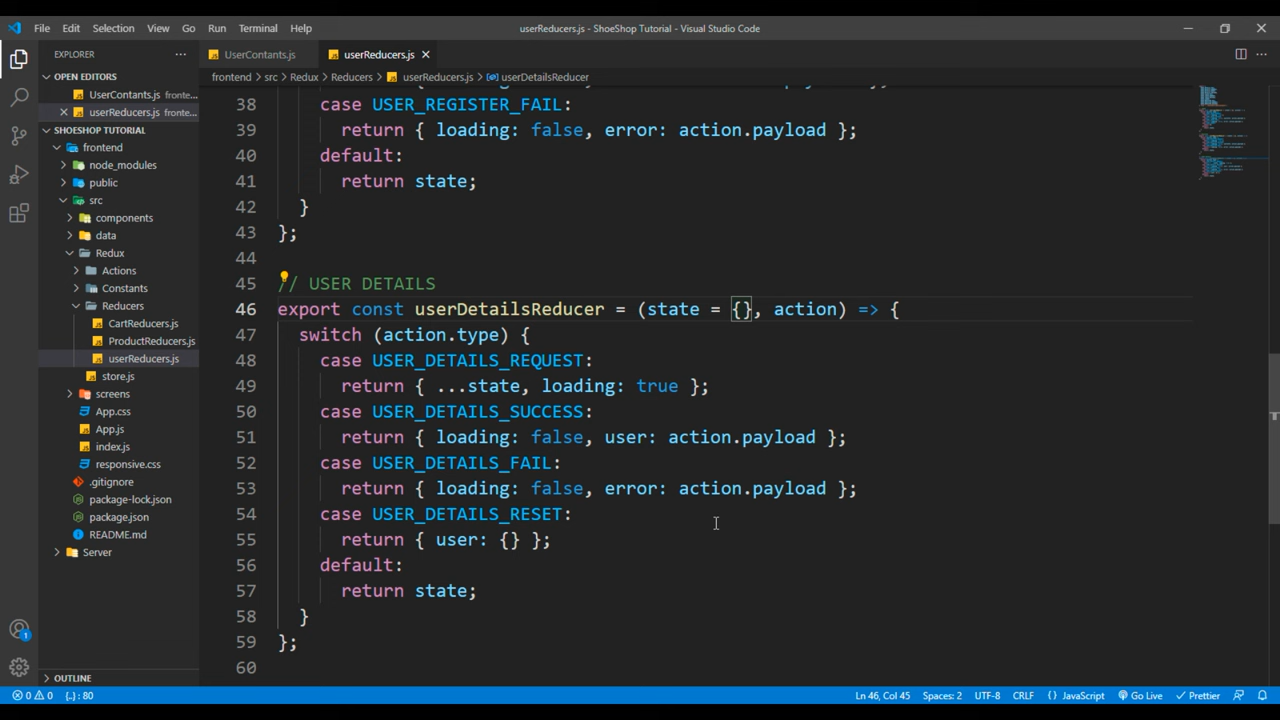 File Edit Selection View Go Run Terminal Help userReducers.js - ShoeShop Tutorial - Visual Studio Code
EXPLORER
UserContants.js userReducers.js
OPEN EDITORS
UserContants.js fronte...
userReducers.js fronte...
SHOESHOP TUTORIAL
frontend
node_modules
public
src
components
data
Redux
Actions
Constants
Reducers
CartReducers.js
ProductReducers.js
userReducers.js
store.js
screens
App.css
App.js
index.js
responsive.css
.gitignore
package-lock.json
package.json
README.md
Server
OUTLINE
frontend > src > Redux > Reducers > userReducers.js > userDetailsReducer
38 case USER_REGISTER_FAIL:
39 return { loading: false, error: action.payload };
40 default:
41 return state;
42 }
43 };
44
45 // USER DETAILS
46 export const userDetailsReducer = (state = {}, action) => {
47 switch (action.type) {
48 case USER_DETAILS_REQUEST:
49 return { ...state, loading: true };
50 case USER_DETAILS_SUCCESS:
51 return { loading: false, user: action.payload };
52 case USER_DETAILS_FAIL:
53 return { loading: false, error: action.payload };
54 case USER_DETAILS_RESET:
55 return { user: {} };
56 default:
57 return state;
58 }
59 };
60
1
0 0 {..}: 80 Ln 46, Col 45 Spaces: 2 UTF-8 CRLF {} JavaScript Go Live Prettier